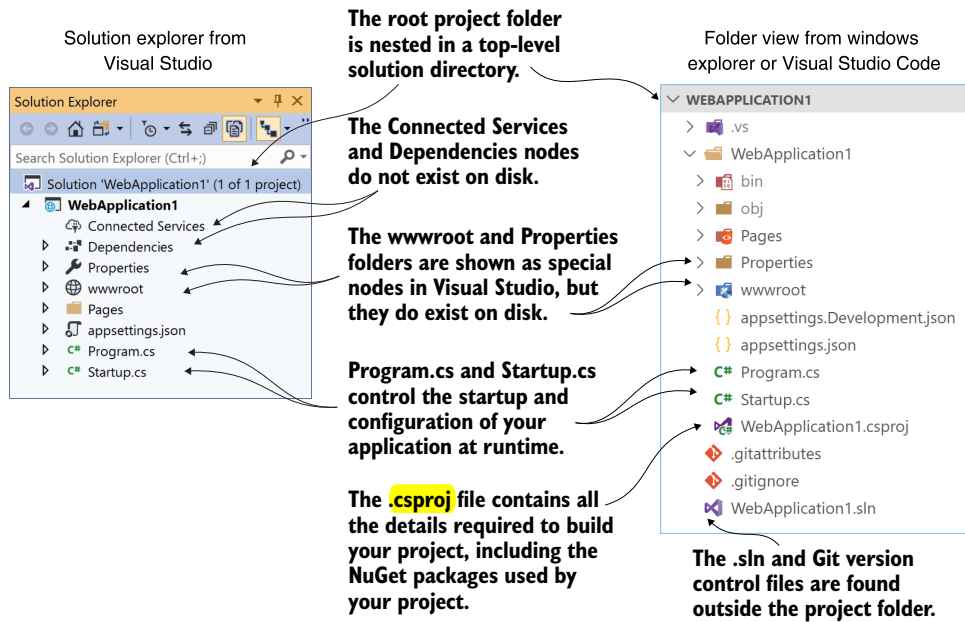 Solution explorer from
Visual Studio
The root project folder
is nested in a top-level
solution directory.
Folder view from windows
explorer or Visual Studio Code
Solution Explorer
Search Solution Explorer (Ctrl+;)
Solution 'WebApplication1' (1 of 1 project)
WebApplication1
Connected Services
Dependencies
Properties
wwwroot
Pages
appsettings.json
C# Program.cs
C# Startup.cs
The Connected Services
and Dependencies nodes
do not exist on disk.
The wwwroot and Properties
folders are shown as special
nodes in Visual Studio, but
they do exist on disk.
Program.cs and Startup.cs
control the startup and
configuration of your
application at runtime.
The .csproj file contains all
the details required to build
your project, including the
NuGet packages used by
your project.
WEBAPPLICATION1
.vs
WebApplication1
bin
obj
Pages
Properties
wwwroot
{ } appsettings.Development.json
{ } appsettings.json
C# Program.cs
C# Startup.cs
WebApplication1.csproj
.gitattributes
.gitignore
WebApplication1.sln
The .sln and Git version
control files are found
outside the project folder.